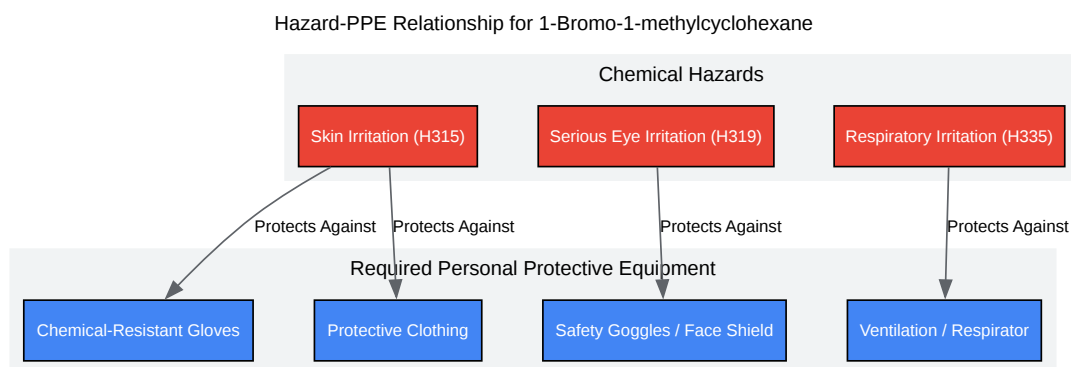 Hazard-PPE Relationship for 1-Bromo-1-methylcyclohexane
Chemical Hazards
Skin Irritation (H315)
Serious Eye Irritation (H319)
Respiratory Irritation (H335)
Protects Against
Protects Against
Protects Against
Protects Against
Required Personal Protective Equipment
Chemical-Resistant Gloves
Protective Clothing
Safety Goggles / Face Shield
Ventilation / Respirator